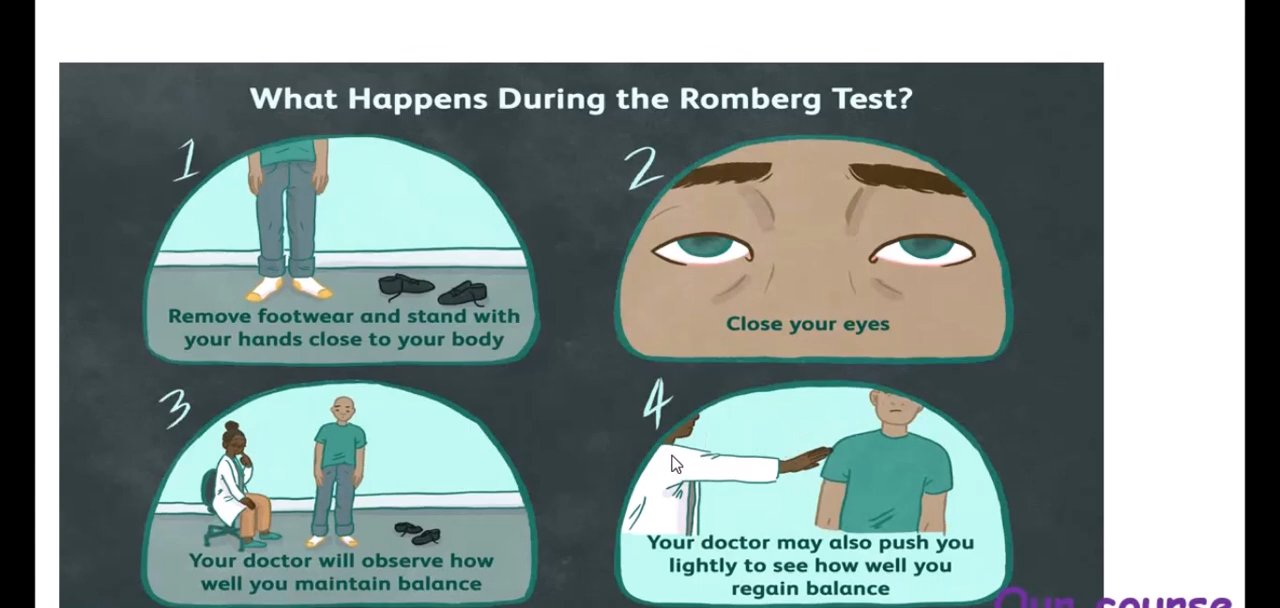 What Happens During the Romberg Test?
1
Remove footwear and stand with
your hands close to your body
2
Close your eyes
3
Your doctor will observe how
well you maintain balance
4
Your doctor may also push you
lightly to see how well you
regain balance
Our course